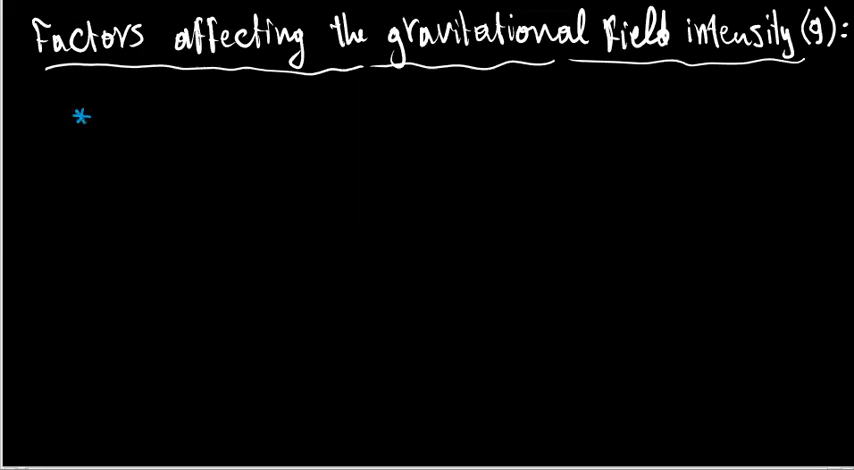 Factors affecting the gravitational field intensity (g):
*